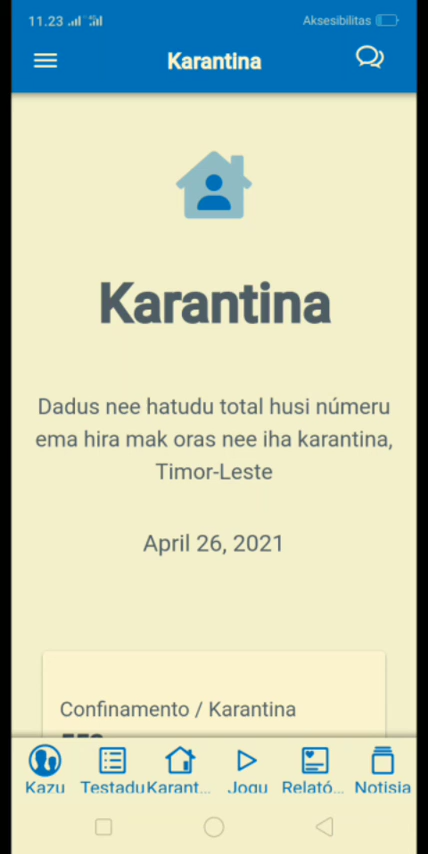 11.23 Aksesibilitas
Karantina
Karantina
Dadus nee hatudu total husi númeru
ema hira mak oras nee iha karantina,
Timor-Leste
April 26, 2021
Confinamento / Karantina
Kazu Testadu Karant... Jogu Relató... Notisia